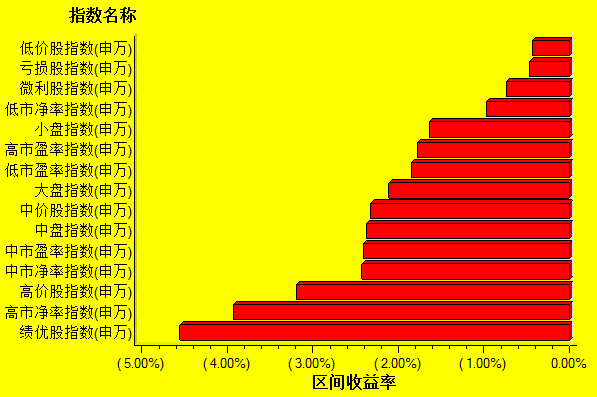 指数名称
低价股指数(申万)
亏损股指数(申万)
微利股指数(申万)
低市净率指数(申万)
小盘指数(申万)
高市盈率指数(申万)
低市盈率指数(申万)
大盘指数(申万)
中价股指数(申万)
中盘指数(申万)
中市盈率指数(申万)
中市净率指数(申万)
高价股指数(申万)
高市净率指数(申万)
绩优股指数(申万)
(5.00%) (4.00%) (3.00%) (2.00%) (1.00%) 0.00%
区间收益率